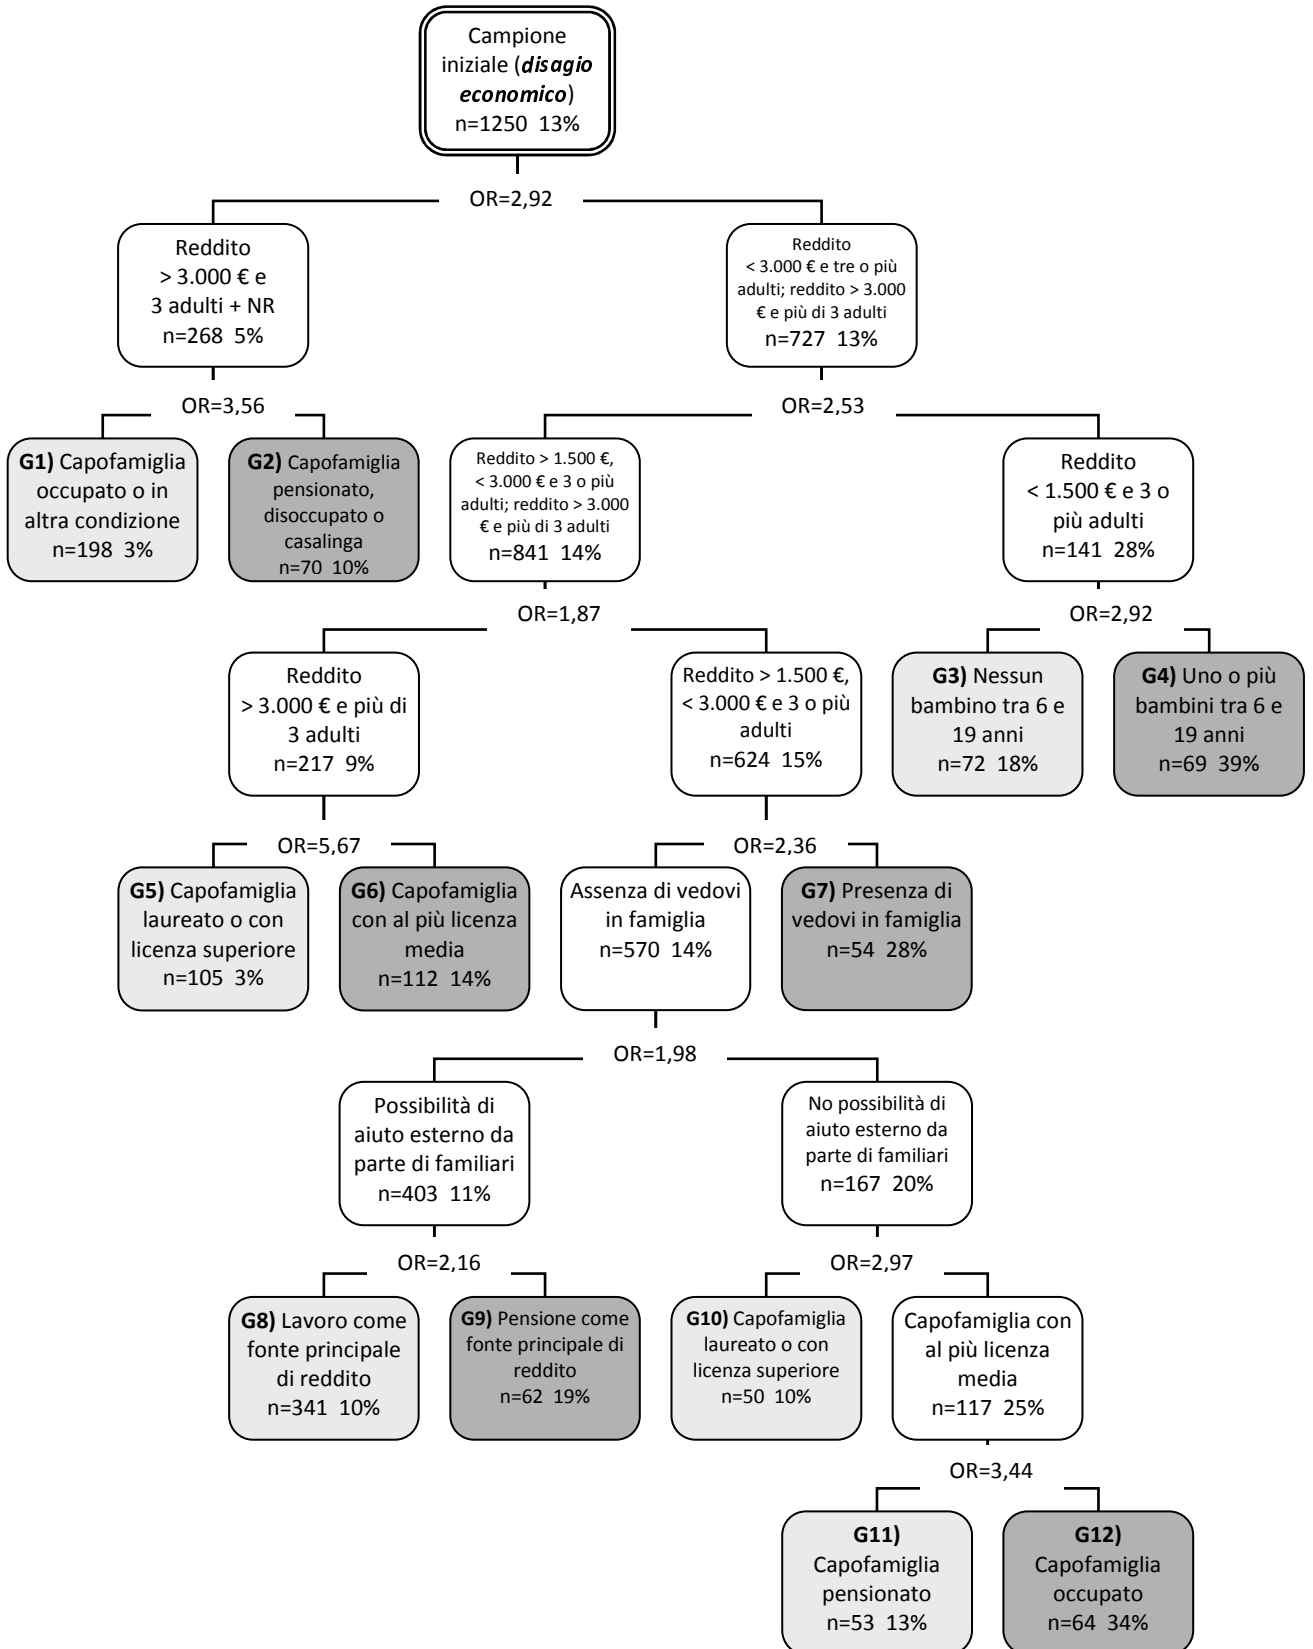 Campione
iniziale (disagio
economico)
n=1250 13%
OR=2,92
Reddito
> 3.000 € e
3 adulti + NR
n=268 5%
Reddito
< 3.000 € e tre o più
adulti; reddito > 3.000
€ e più di 3 adulti
n=727 13%
OR=3,56
OR=2,53
G1) Capofamiglia
occupato o in
altra condizione
n=198 3%
G2) Capofamiglia
pensionato,
disoccupato o
casalinga
n=70 10%
Reddito > 1.500 €,
< 3.000 € e 3 o più
adulti; reddito > 3.000
€ e più di 3 adulti
n=841 14%
Reddito
< 1.500 € e 3 o
più adulti
n=141 28%
OR=1,87
OR=2,92
Reddito
> 3.000 € e più di
3 adulti
n=217 9%
Reddito > 1.500 €,
< 3.000 € e 3 o più
adulti
n=624 15%
G3) Nessun
bambino tra 6 e
19 anni
n=72 18%
G4) Uno o più
bambini tra 6 e
19 anni
n=69 39%
OR=5,67
OR=2,36
G5) Capofamiglia
laureato o con
licenza superiore
n=105 3%
G6) Capofamiglia
con al più licenza
media
n=112 14%
Assenza di vedovi
in famiglia
n=570 14%
G7) Presenza di
vedovi in famiglia
n=54 28%
OR=1,98
Possibilità di
aiuto esterno da
parte di familiari
n=403 11%
No possibilità di
aiuto esterno da
parte di familiari
n=167 20%
OR=2,16
OR=2,97
G8) Lavoro come
fonte principale
di reddito
n=341 10%
G9) Pensione come
fonte principale di
reddito
n=62 19%
G10) Capofamiglia
laureato o con
licenza superiore
n=50 10%
Capofamiglia con
al più licenza
media
n=117 25%
OR=3,44
G11)
Capofamiglia
pensionato
n=53 13%
G12)
Capofamiglia
occupato
n=64 34%